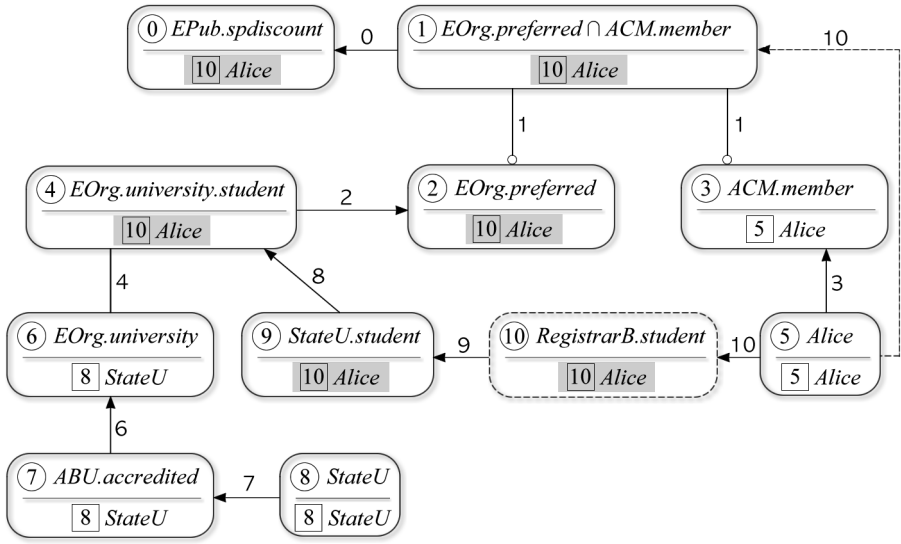 0 EPub.spdiscount
10 Alice
0
1 EOrg.preferred ∩ ACM.member
10 Alice
10
1
1
4 EOrg.university.student
10 Alice
2
2 EOrg.preferred
10 Alice
3 ACM.member
5 Alice
4
8
3
6 EOrg.university
8 StateU
9 StateU.student
10 Alice
9
10 RegistrarB.student
10 Alice
10
5 Alice
5 Alice
6
7 ABU.accredited
8 StateU
7
8 StateU
8 StateU